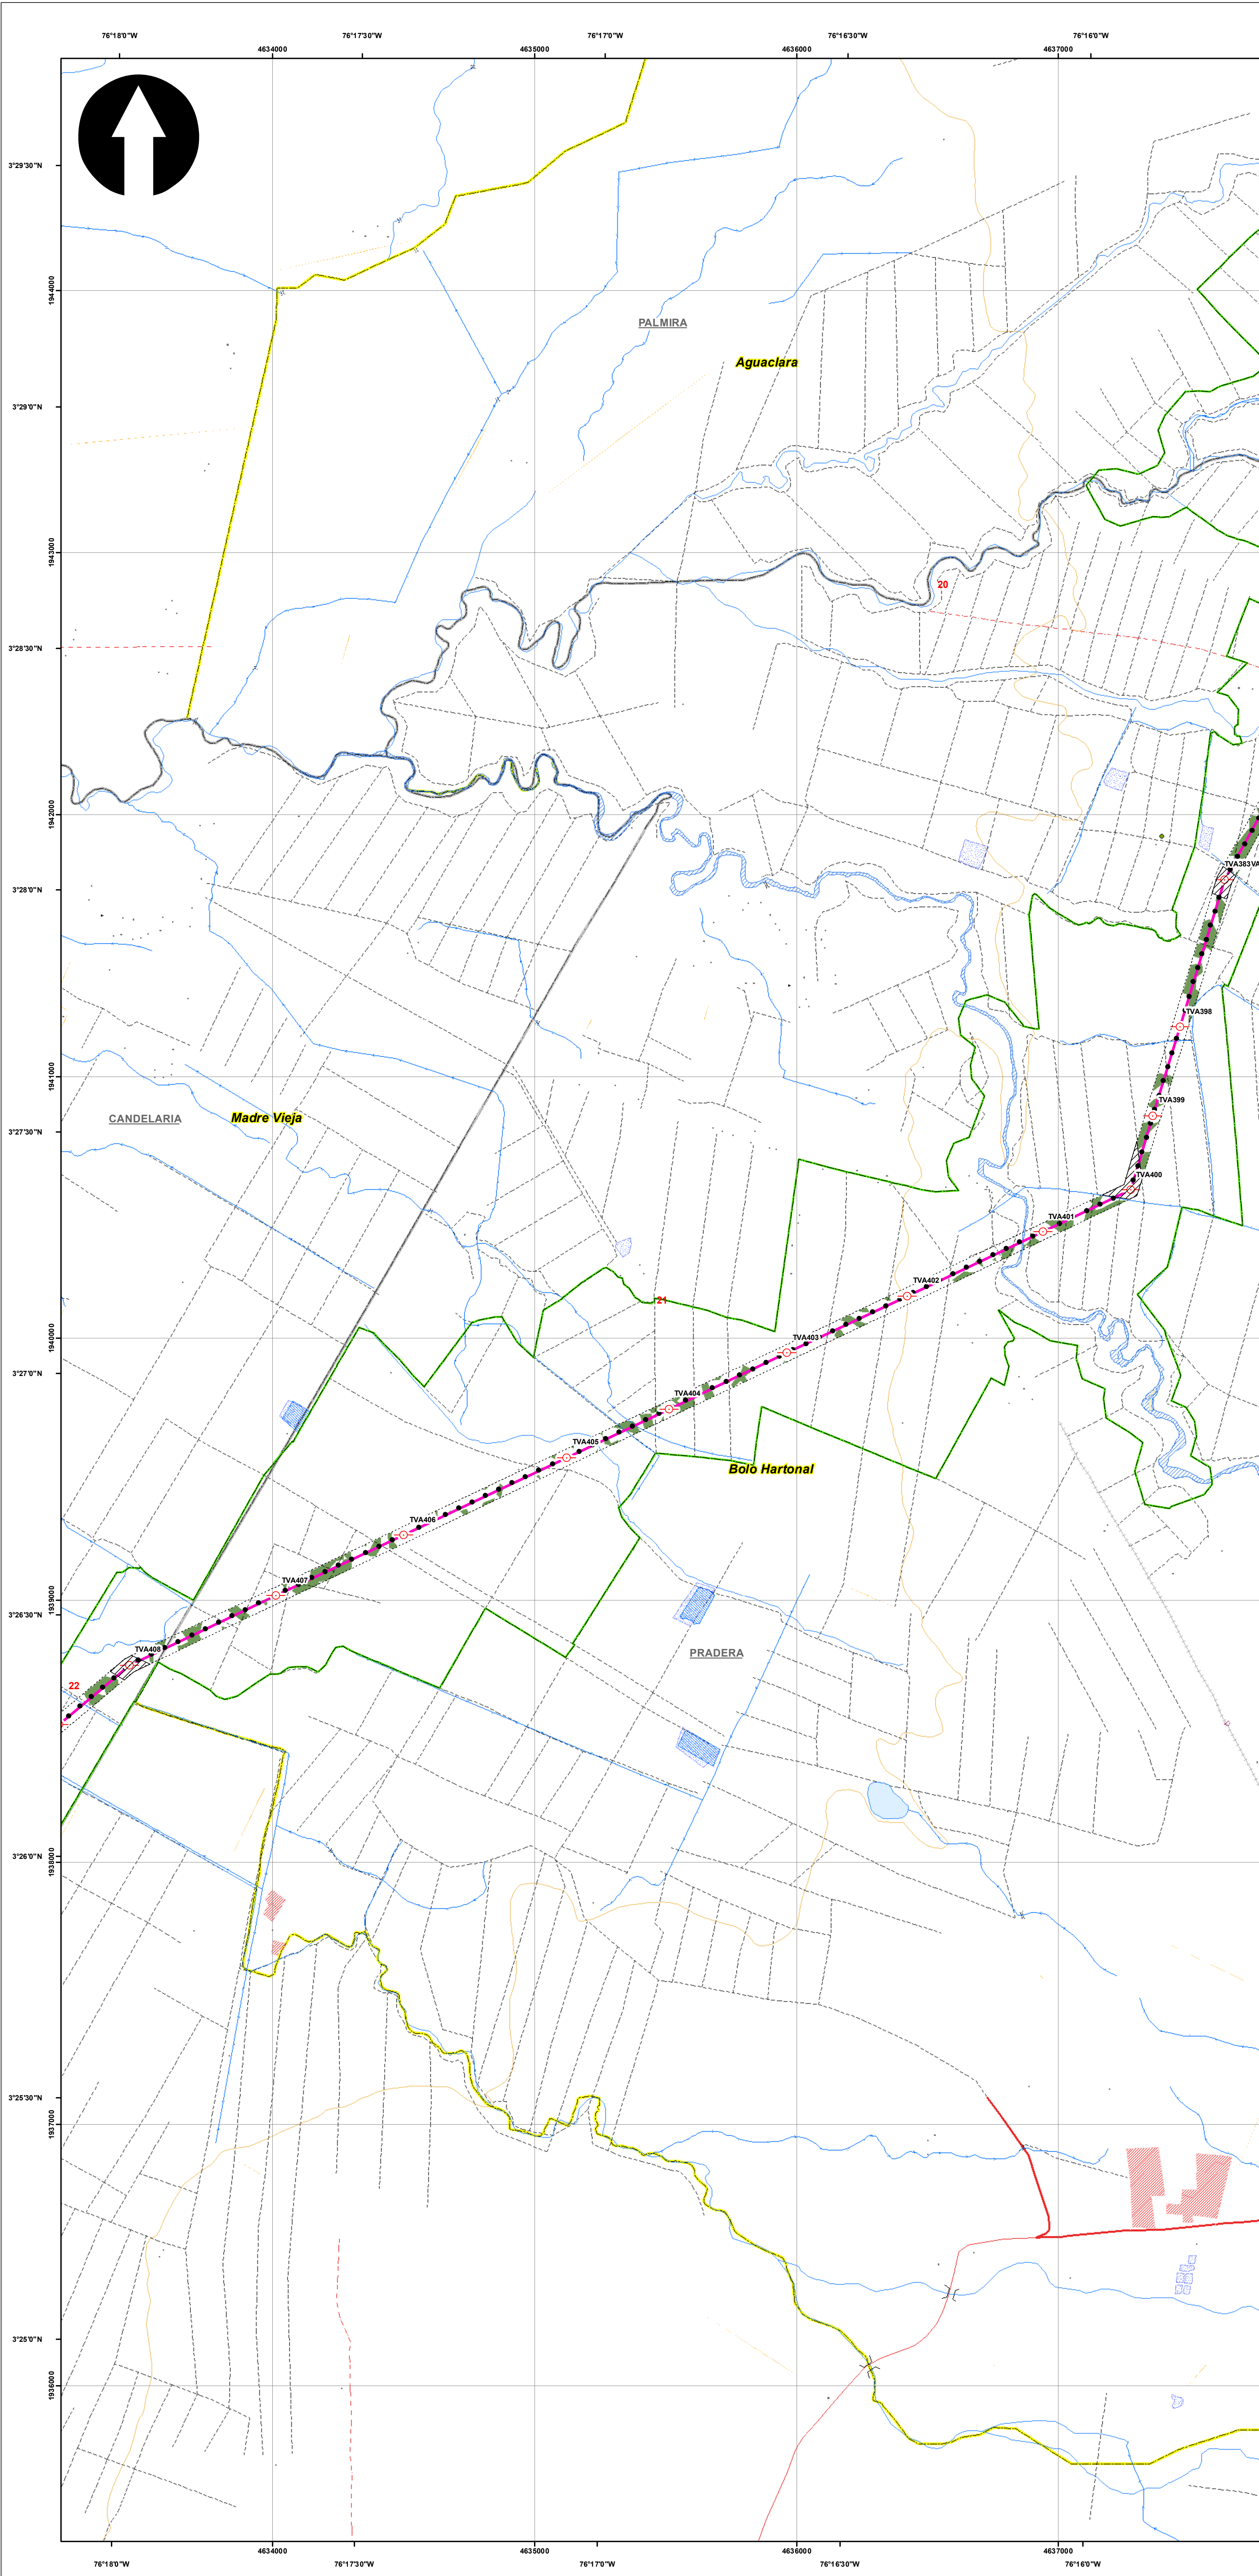 76°18'0"W
76°17'30"W
76°17'0"W
76°16'30"W
76°16'0"W
4634000
4635000
4636000
4637000
3°29'30"N
1944000
PALMIRA
Aguaclara
3°29'0"N
1943000
20
3°28'30"N
1942000
TVA383VA
3°28'0"N
TVA398
1941000
TVA399
CANDELARIA
Madre Vieja
3°27'30"N
TVA400
TVA401
TVA402
21
1940000
TVA403
3°27'0"N
TVA404
TVA405
Bolo Hartonal
TVA406
TVA407
1939000
3°26'30"N
TVA408
PRADERA
22
3°26'0"N
1938000
3°25'30"N
1937000
3°25'0"N
1936000
4634000
4635000
4636000
4637000
76°18'0"W
76°17'30"W
76°17'0"W
76°16'30"W
76°16'0"W